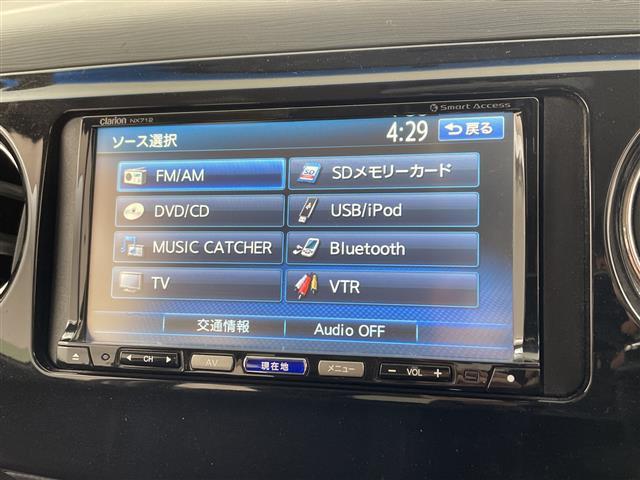 clarion NX712
Smart Access
ソース選択
4:29
戻る
FM/AM
SDメモリーカード
DVD/CD
USB/iPod
MUSIC CATCHER
Bluetooth
TV
VTR
交通情報
Audio OFF
CH
AV
現在地
メニュー
− VOL +